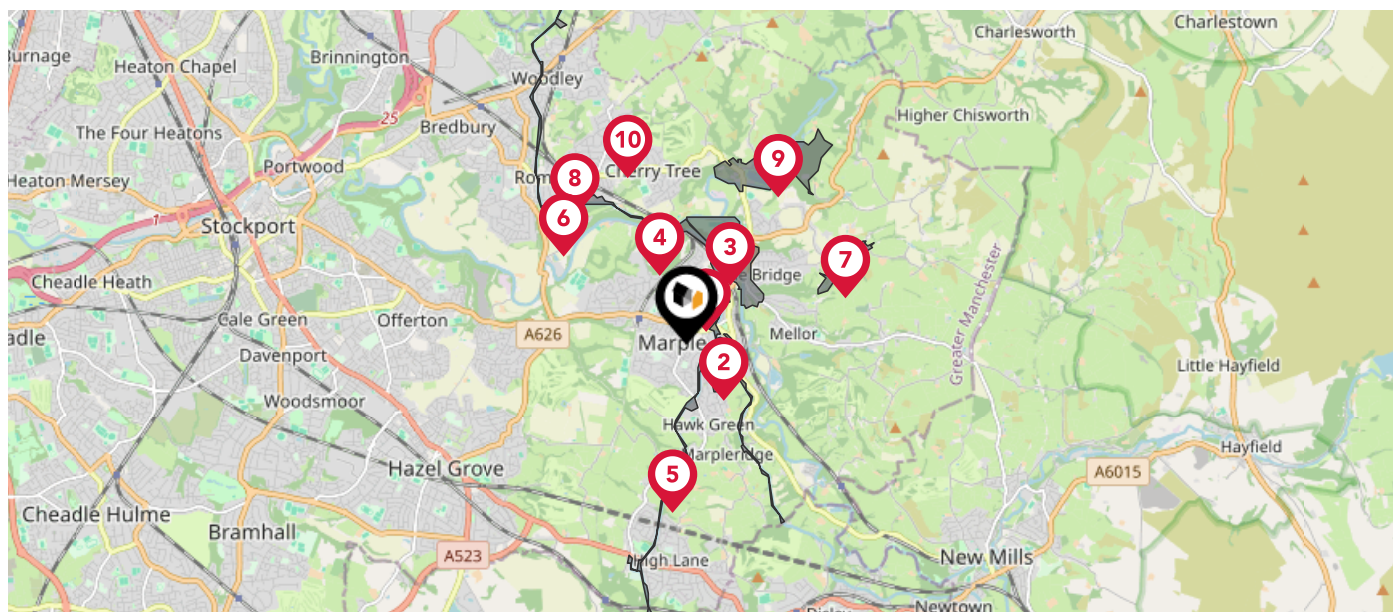 Charlestown
Charlesworth
Brinnington
Burnage
Heaton Chapel
Woodley
Higher Chisworth
25
Bredbury
The Four Heatons
10
Portwood
9
Cherry Tree
Rom
8
Heaton Mersey
6
1
Stockport
4
3
7
e Bridge
Cheadle Heath
Greater Manchester
Cale Green
Offerton
A626
Mellor
adle
Marple
Davenport
2
Little Hayfield
Woodsmoor
Hawk Green
Hayfield
Marpleridge
Hazel Grove
5
A6015
Cheadle Hulme
Bramhall
A523
High Lane
New Mills
Newtown